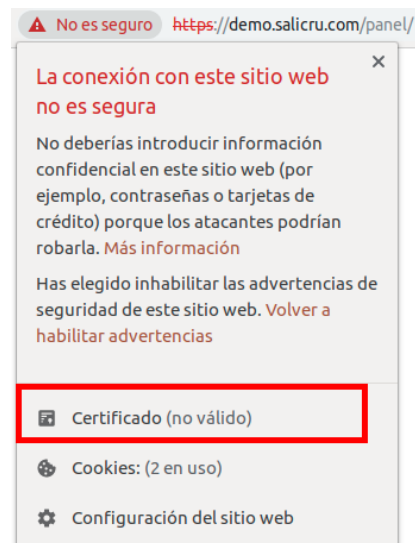 No es seguro https://demo.salicru.com/panel/
La conexión con este sitio web
no es segura
No deberías introducir información
confidencial en este sitio web (por
ejemplo, contraseñas o tarjetas de
crédito) porque los atacantes podrían
robarla. Más información
Has elegido inhabilitar las advertencias de
seguridad de este sitio web. Volver a
habilitar advertencias
Certificado (no válido)
Cookies: (2 en uso)
Configuración del sitio web